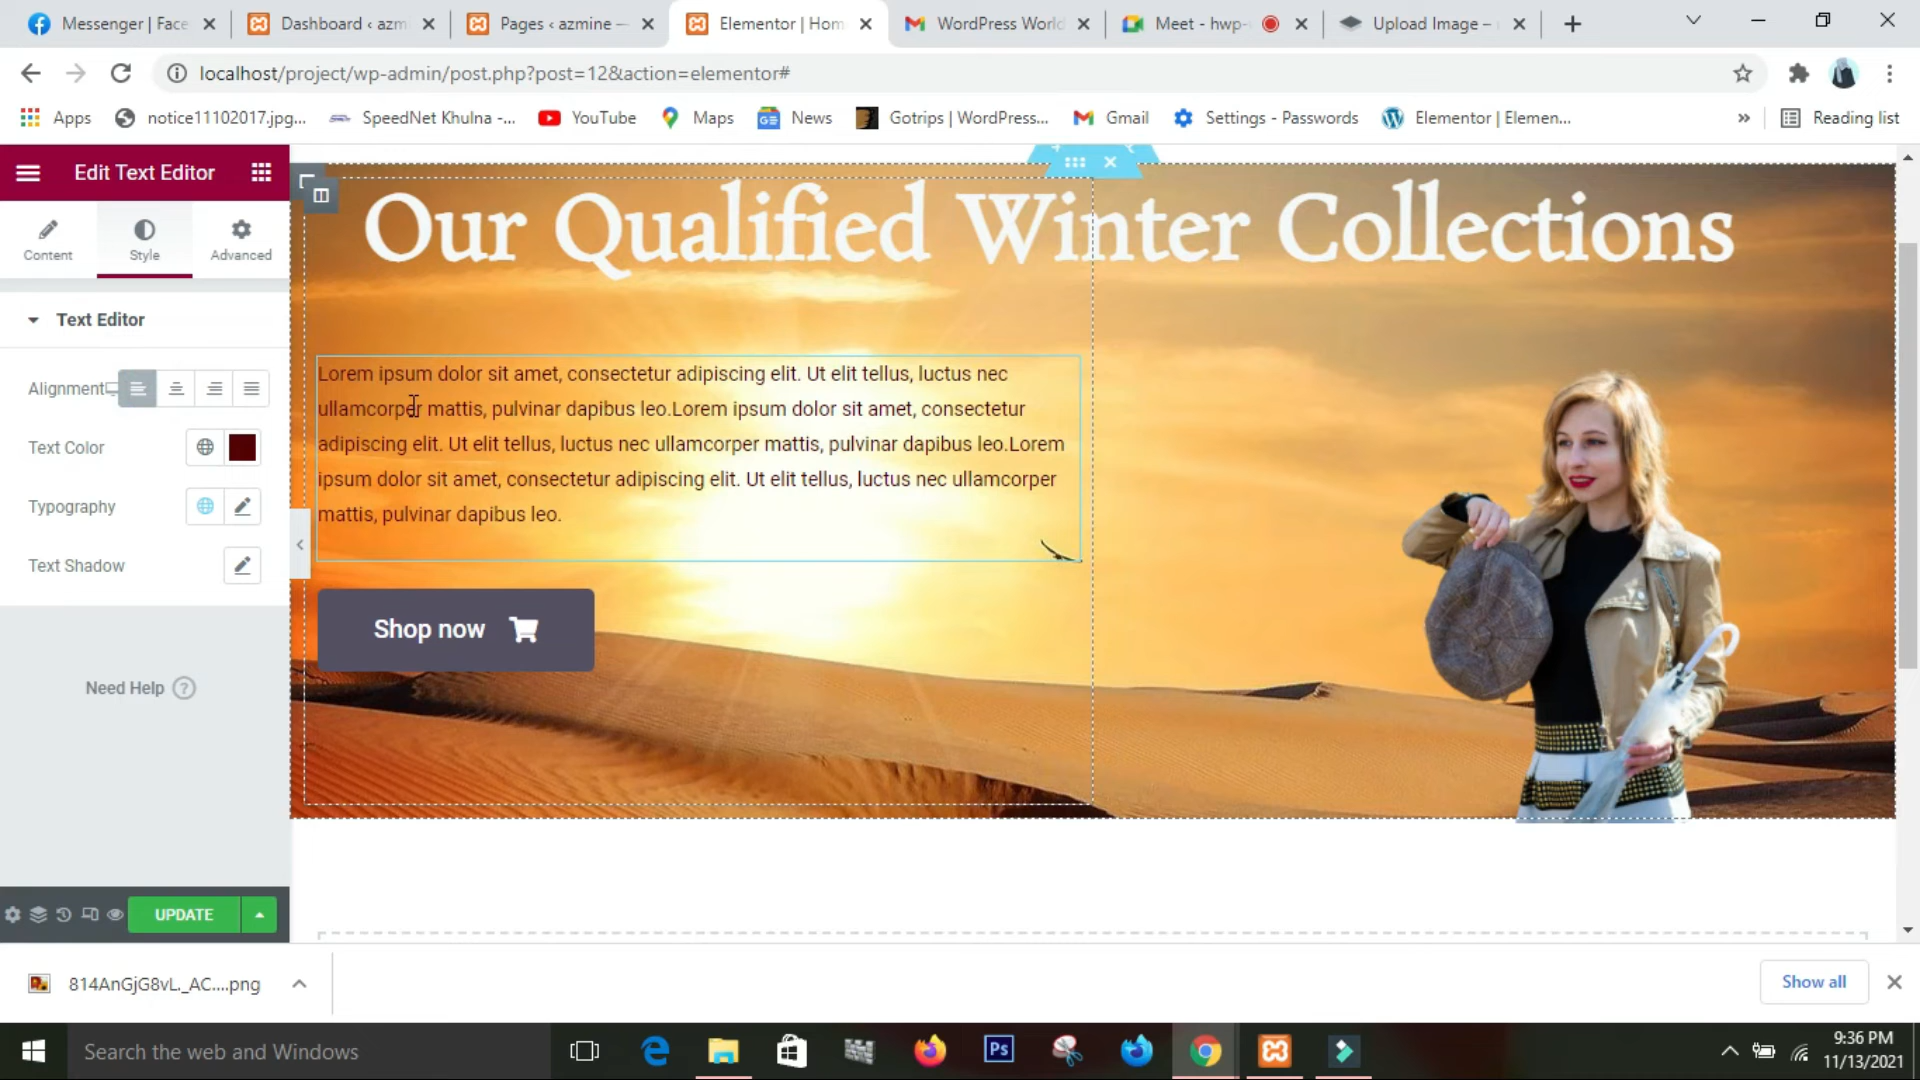 Messenger | Face
Dashboard ‹ azm
Pages ‹ azmine —
Elementor | Hom
WordPress World
Meet - hwp-
Upload Image –
localhost/project/wp-admin/post.php?post=12&action=elementor#
Apps
notice11102017.jpg...
SpeedNet Khulna -...
YouTube
Maps
News
Gotrips | WordPress...
Gmail
Settings - Passwords
Elementor | Elemen...
»
Reading list
Edit Text Editor
Content
Style
Advanced
Text Editor
Alignment
Text Color
Typography
Text Shadow
Need Help ?
UPDATE
Our Qualified Winter Collections
Lorem ipsum dolor sit amet, consectetur adipiscing elit. Ut elit tellus, luctus nec
ullamcorper mattis, pulvinar dapibus leo.Lorem ipsum dolor sit amet, consectetur
adipiscing elit. Ut elit tellus, luctus nec ullamcorper mattis, pulvinar dapibus leo.Lorem
ipsum dolor sit amet, consectetur adipiscing elit. Ut elit tellus, luctus nec ullamcorper
mattis, pulvinar dapibus leo.
Shop now
814AnGjG8vL._AC....png
Show all
Search the web and Windows
Ps
9:36 PM
11/13/2021